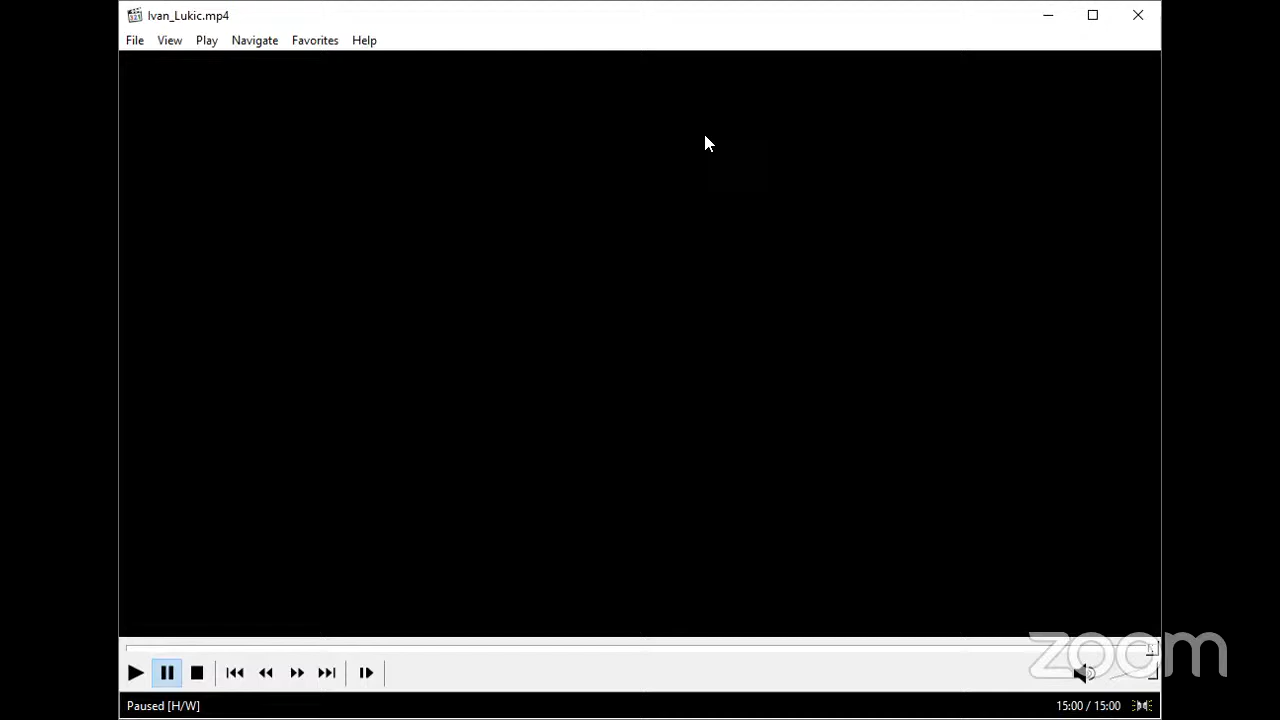 Ivan_Lukic.mp4
File View Play Navigate Favorites Help
zoom
Paused [H/W]
15:00 / 15:00